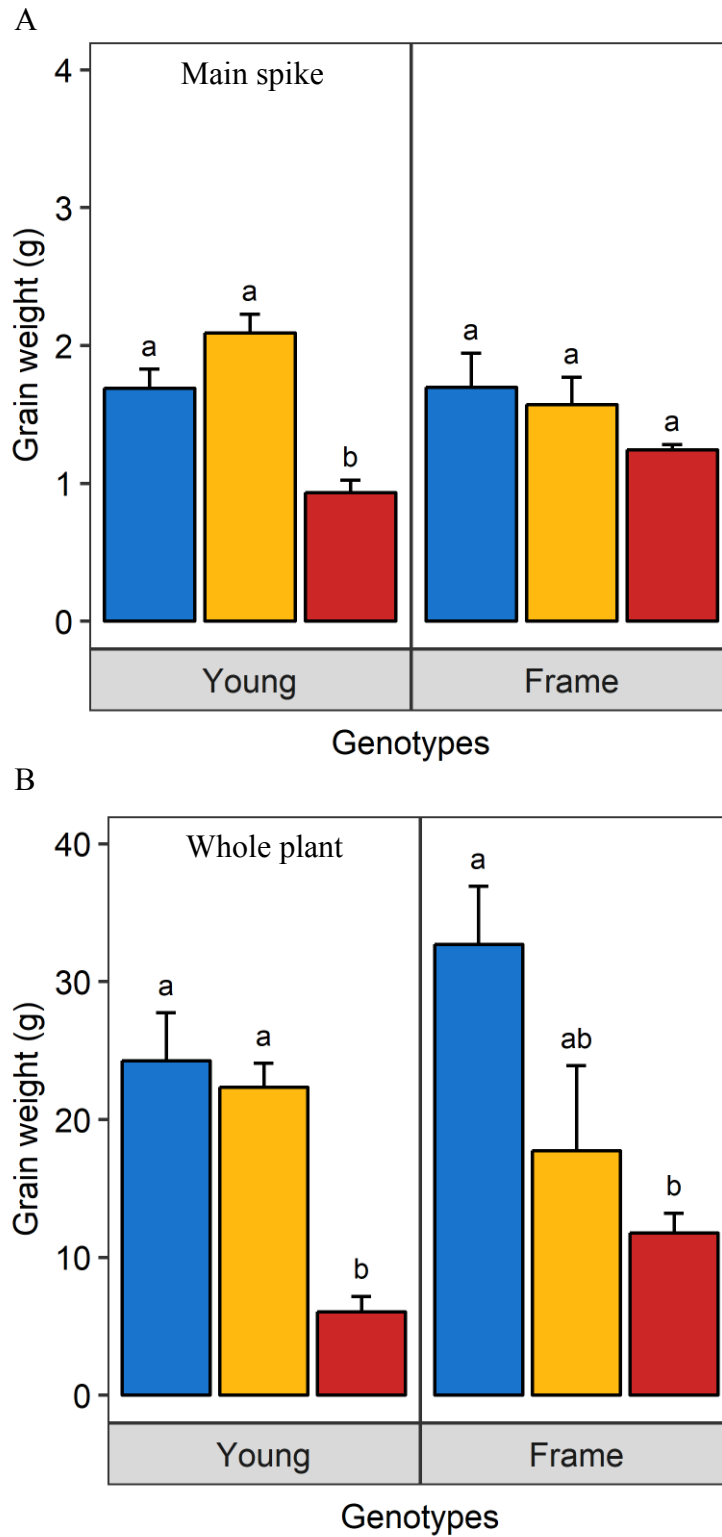 A
Main spike
4
3
2
1
0
Grain weight (g)
a
a
b
a
a
a
Young
Frame
Genotypes
B
Whole plant
40
30
20
10
0
Grain weight (g)
a
a
b
a
ab
b
Young
Frame
Genotypes